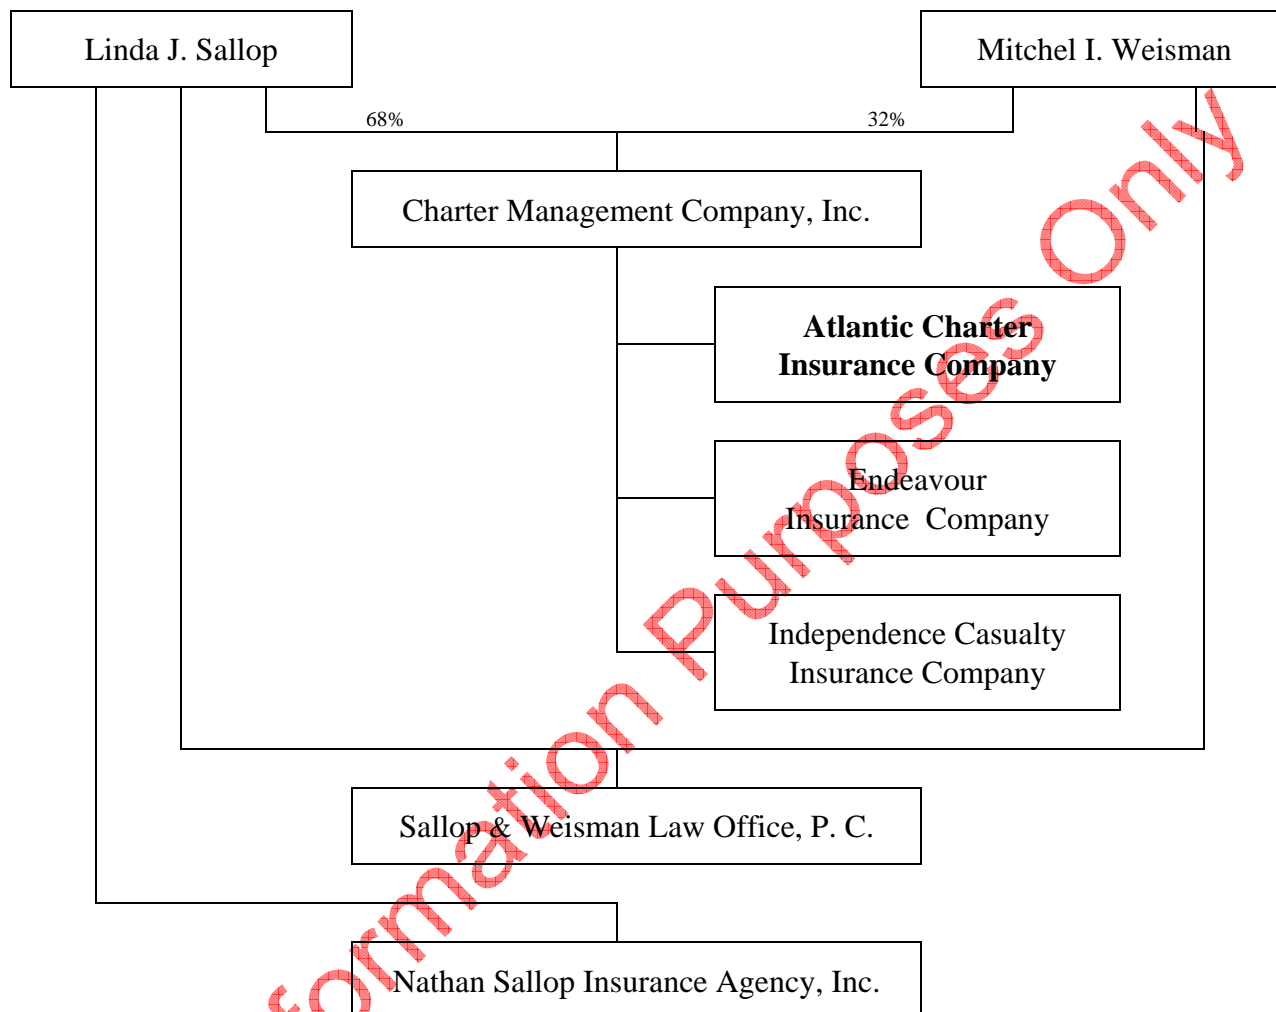 Linda J. Sallop
Mitchel I. Weisman
68%
32%
Charter Management Company, Inc.
Atlantic Charter
Insurance Company
Endeavour
Insurance Company
Independence Casualty
Insurance Company
Sallop & Weisman Law Office, P. C.
Nathan Sallop Insurance Agency, Inc.
formation Purposes Only